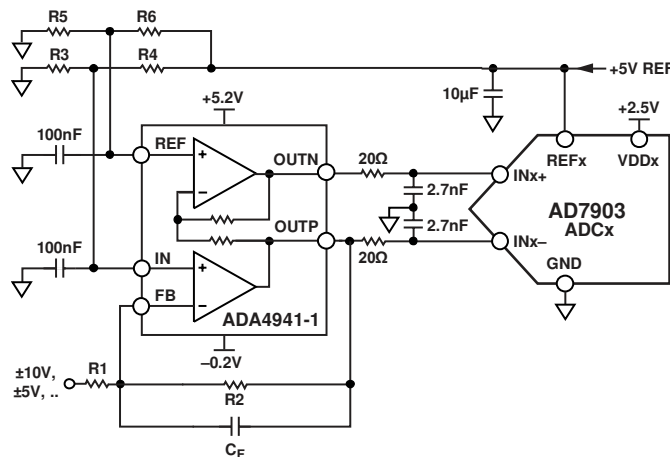 R5
R6
R3
R4
+5V REF
10µF
+5.2V
+2.5V
100nF
REF
OUTN
20Ω
REFx
VDDx
INx+
+
−
2.7nF
OUTP
2.7nF
AD7903
ADCx
100nF
IN
+
20Ω
INx–
GND
FB
−
ADA4941-1
–0.2V
±10V,
±5V, ..
R1
R2
CF